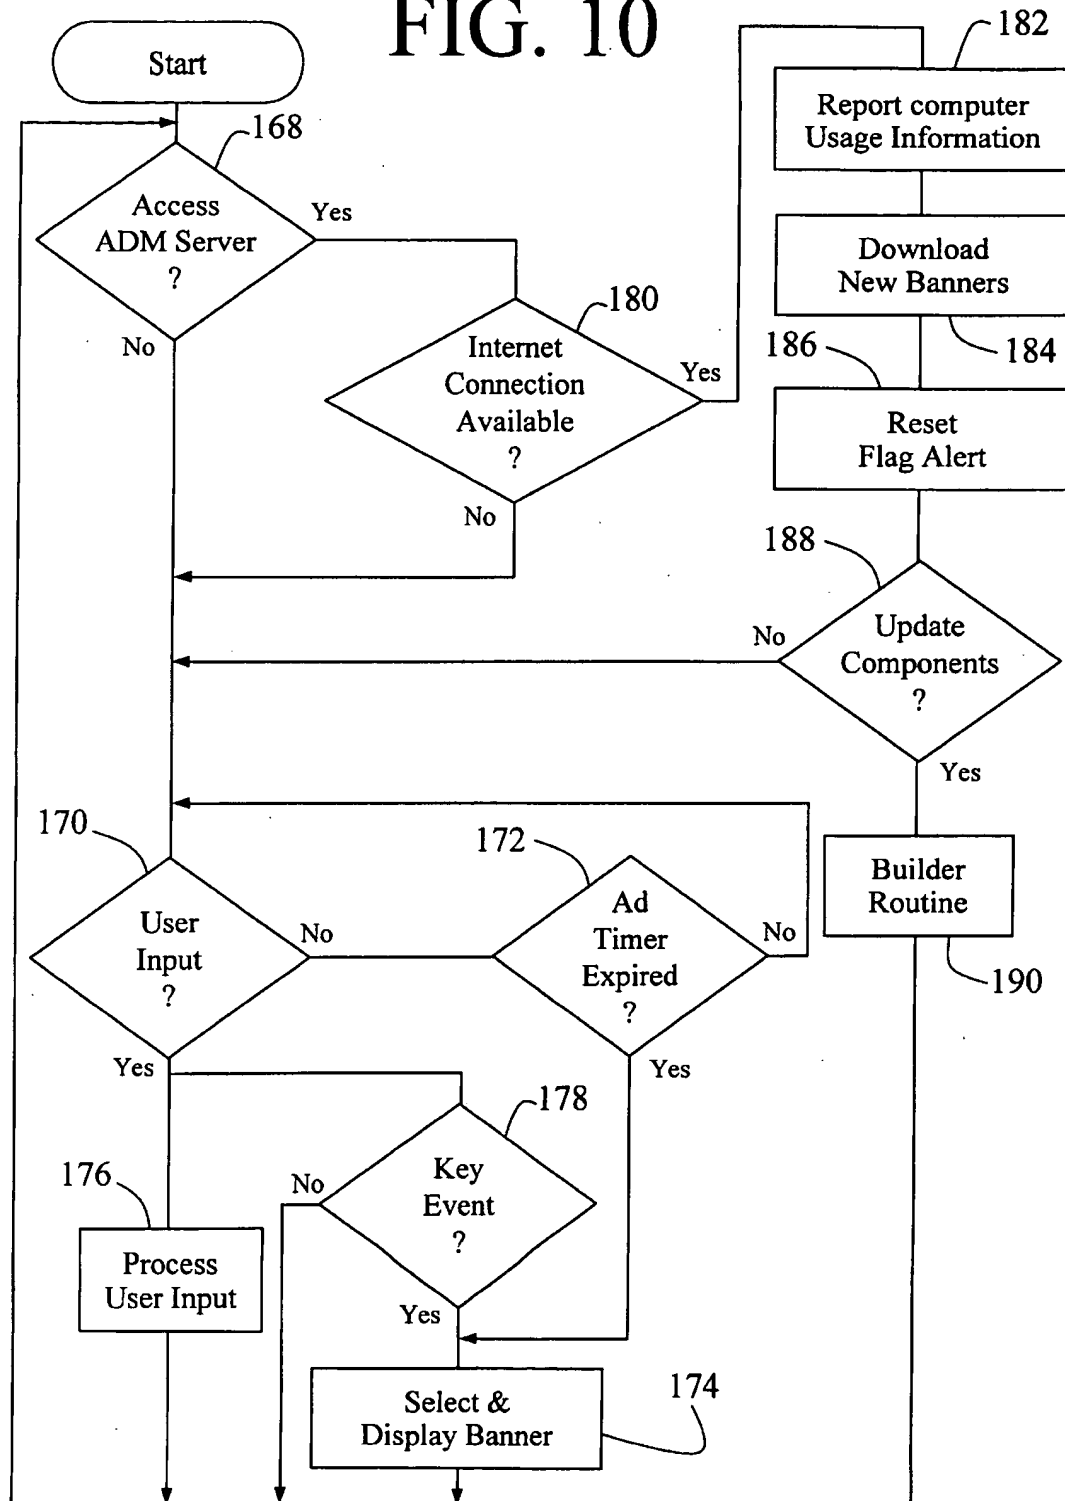 FIG. 10
Start
182
Report computer
Usage Information
168
Access
ADM Server
?
Yes
No
Download
New Banners
184
180
Internet
Connection
Available
?
Yes
No
186
Reset
Flag Alert
188
Update
Components
?
No
Yes
170
User
Input
?
No
Yes
172
Ad
Timer
Expired
?
No
Yes
Builder
Routine
190
178
Key
Event
?
No
Yes
176
Process
User Input
Select &
Display Banner
174